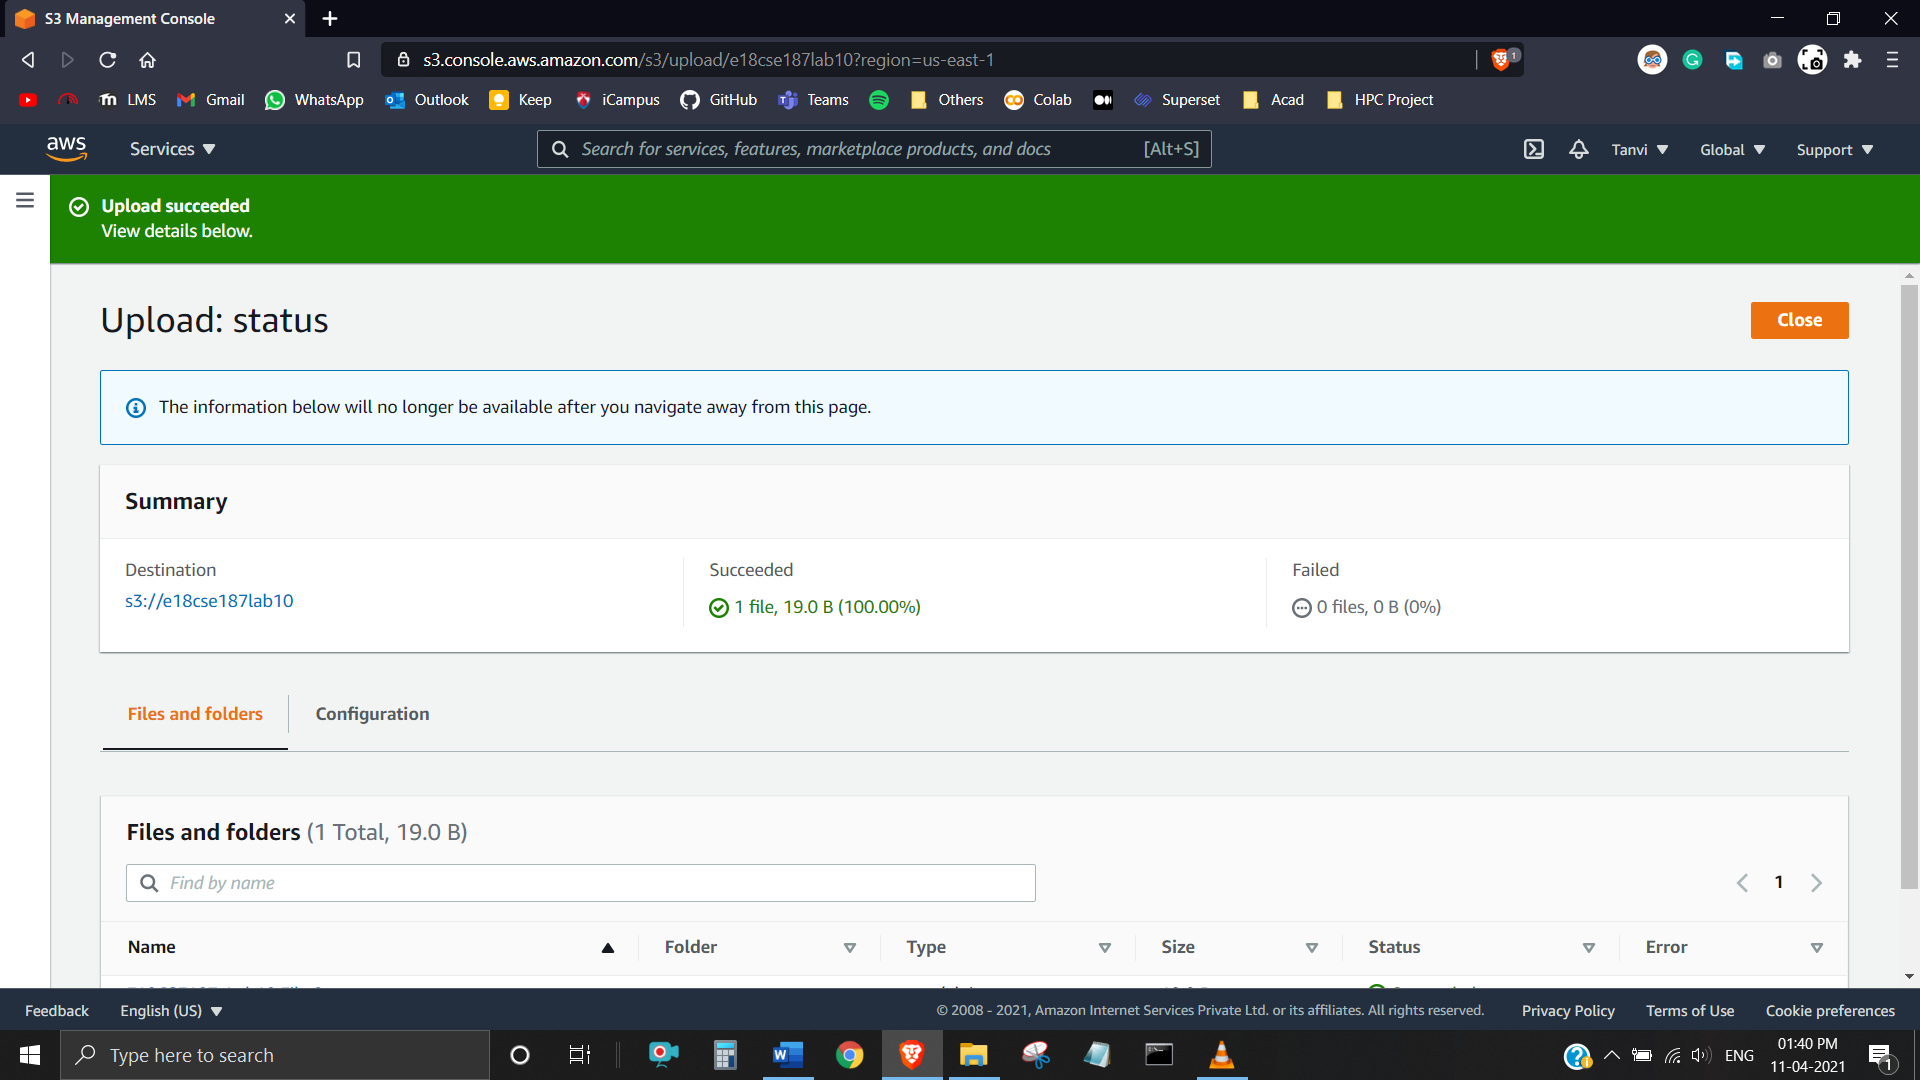 S3 Management Console
s3.console.aws.amazon.com/s3/upload/e18cse187lab10?region=us-east-1
1
LMS Gmail WhatsApp Outlook Keep iCampus GitHub Teams Others Colab Superset Acad HPC Project
aws Services Search for services, features, marketplace products, and docs [Alt+S] Tanvi Global Support
Upload succeeded
View details below.
Upload: status
Close
The information below will no longer be available after you navigate away from this page.
Summary
Destination Succeeded Failed
s3://e18cse187lab10 1 file, 19.0 B (100.00%) 0 files, 0 B (0%)
Files and folders Configuration
Files and folders (1 Total, 19.0 B)
Find by name 1
Name Folder Type Size Status Error
Feedback English (US) © 2008 - 2021, Amazon Internet Services Private Ltd. or its affiliates. All rights reserved. Privacy Policy Terms of Use Cookie preferences
Type here to search
ENG
01:40 PM
11-04-2021
1